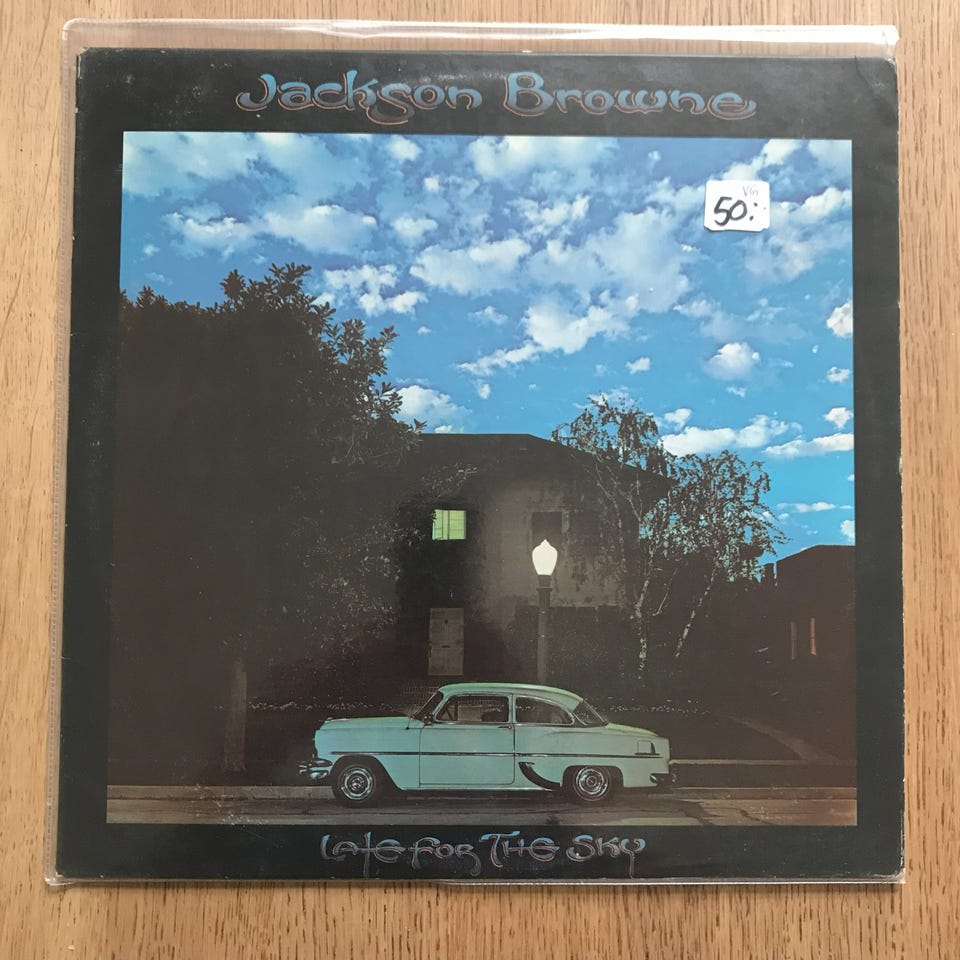 Jackson Browne
VG
50:-
Late For The Sky